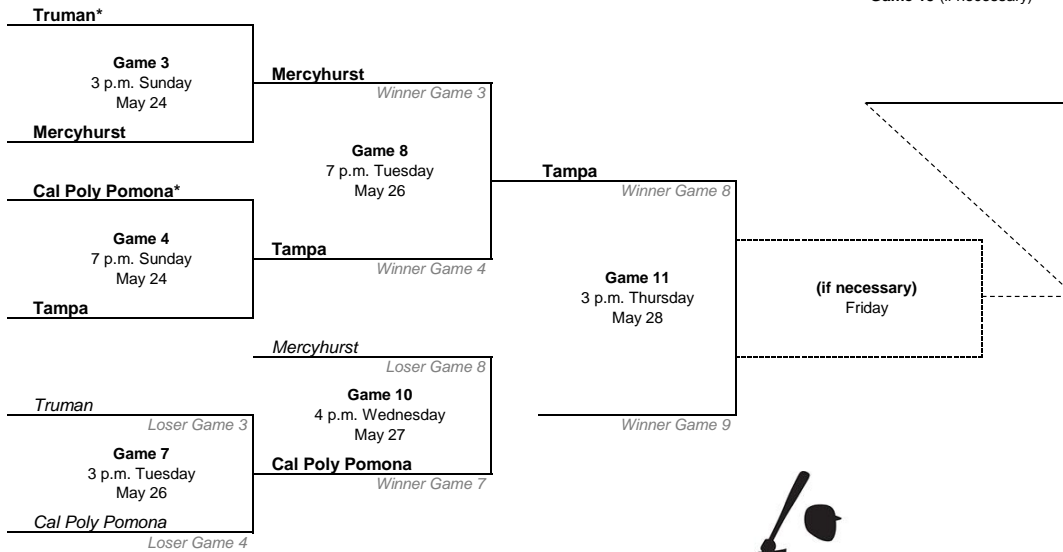 Game 10 (if necessary)
Truman*
Game 3
3 p.m. Sunday
May 24
Mercyhurst
Mercyhurst
Winner Game 3
Game 8
7 p.m. Tuesday
May 26
Cal Poly Pomona*
Game 4
7 p.m. Sunday
May 24
Tampa
Tampa
Winner Game 4
Tampa
Winner Game 8
Game 11
3 p.m. Thursday
May 28
(if necessary)
Friday
Mercyhurst
Loser Game 8
Game 10
4 p.m. Wednesday
May 27
Truman
Loser Game 3
Game 7
3 p.m. Tuesday
May 26
Cal Poly Pomona
Winner Game 7
Winner Game 9
Cal Poly Pomona
Loser Game 4